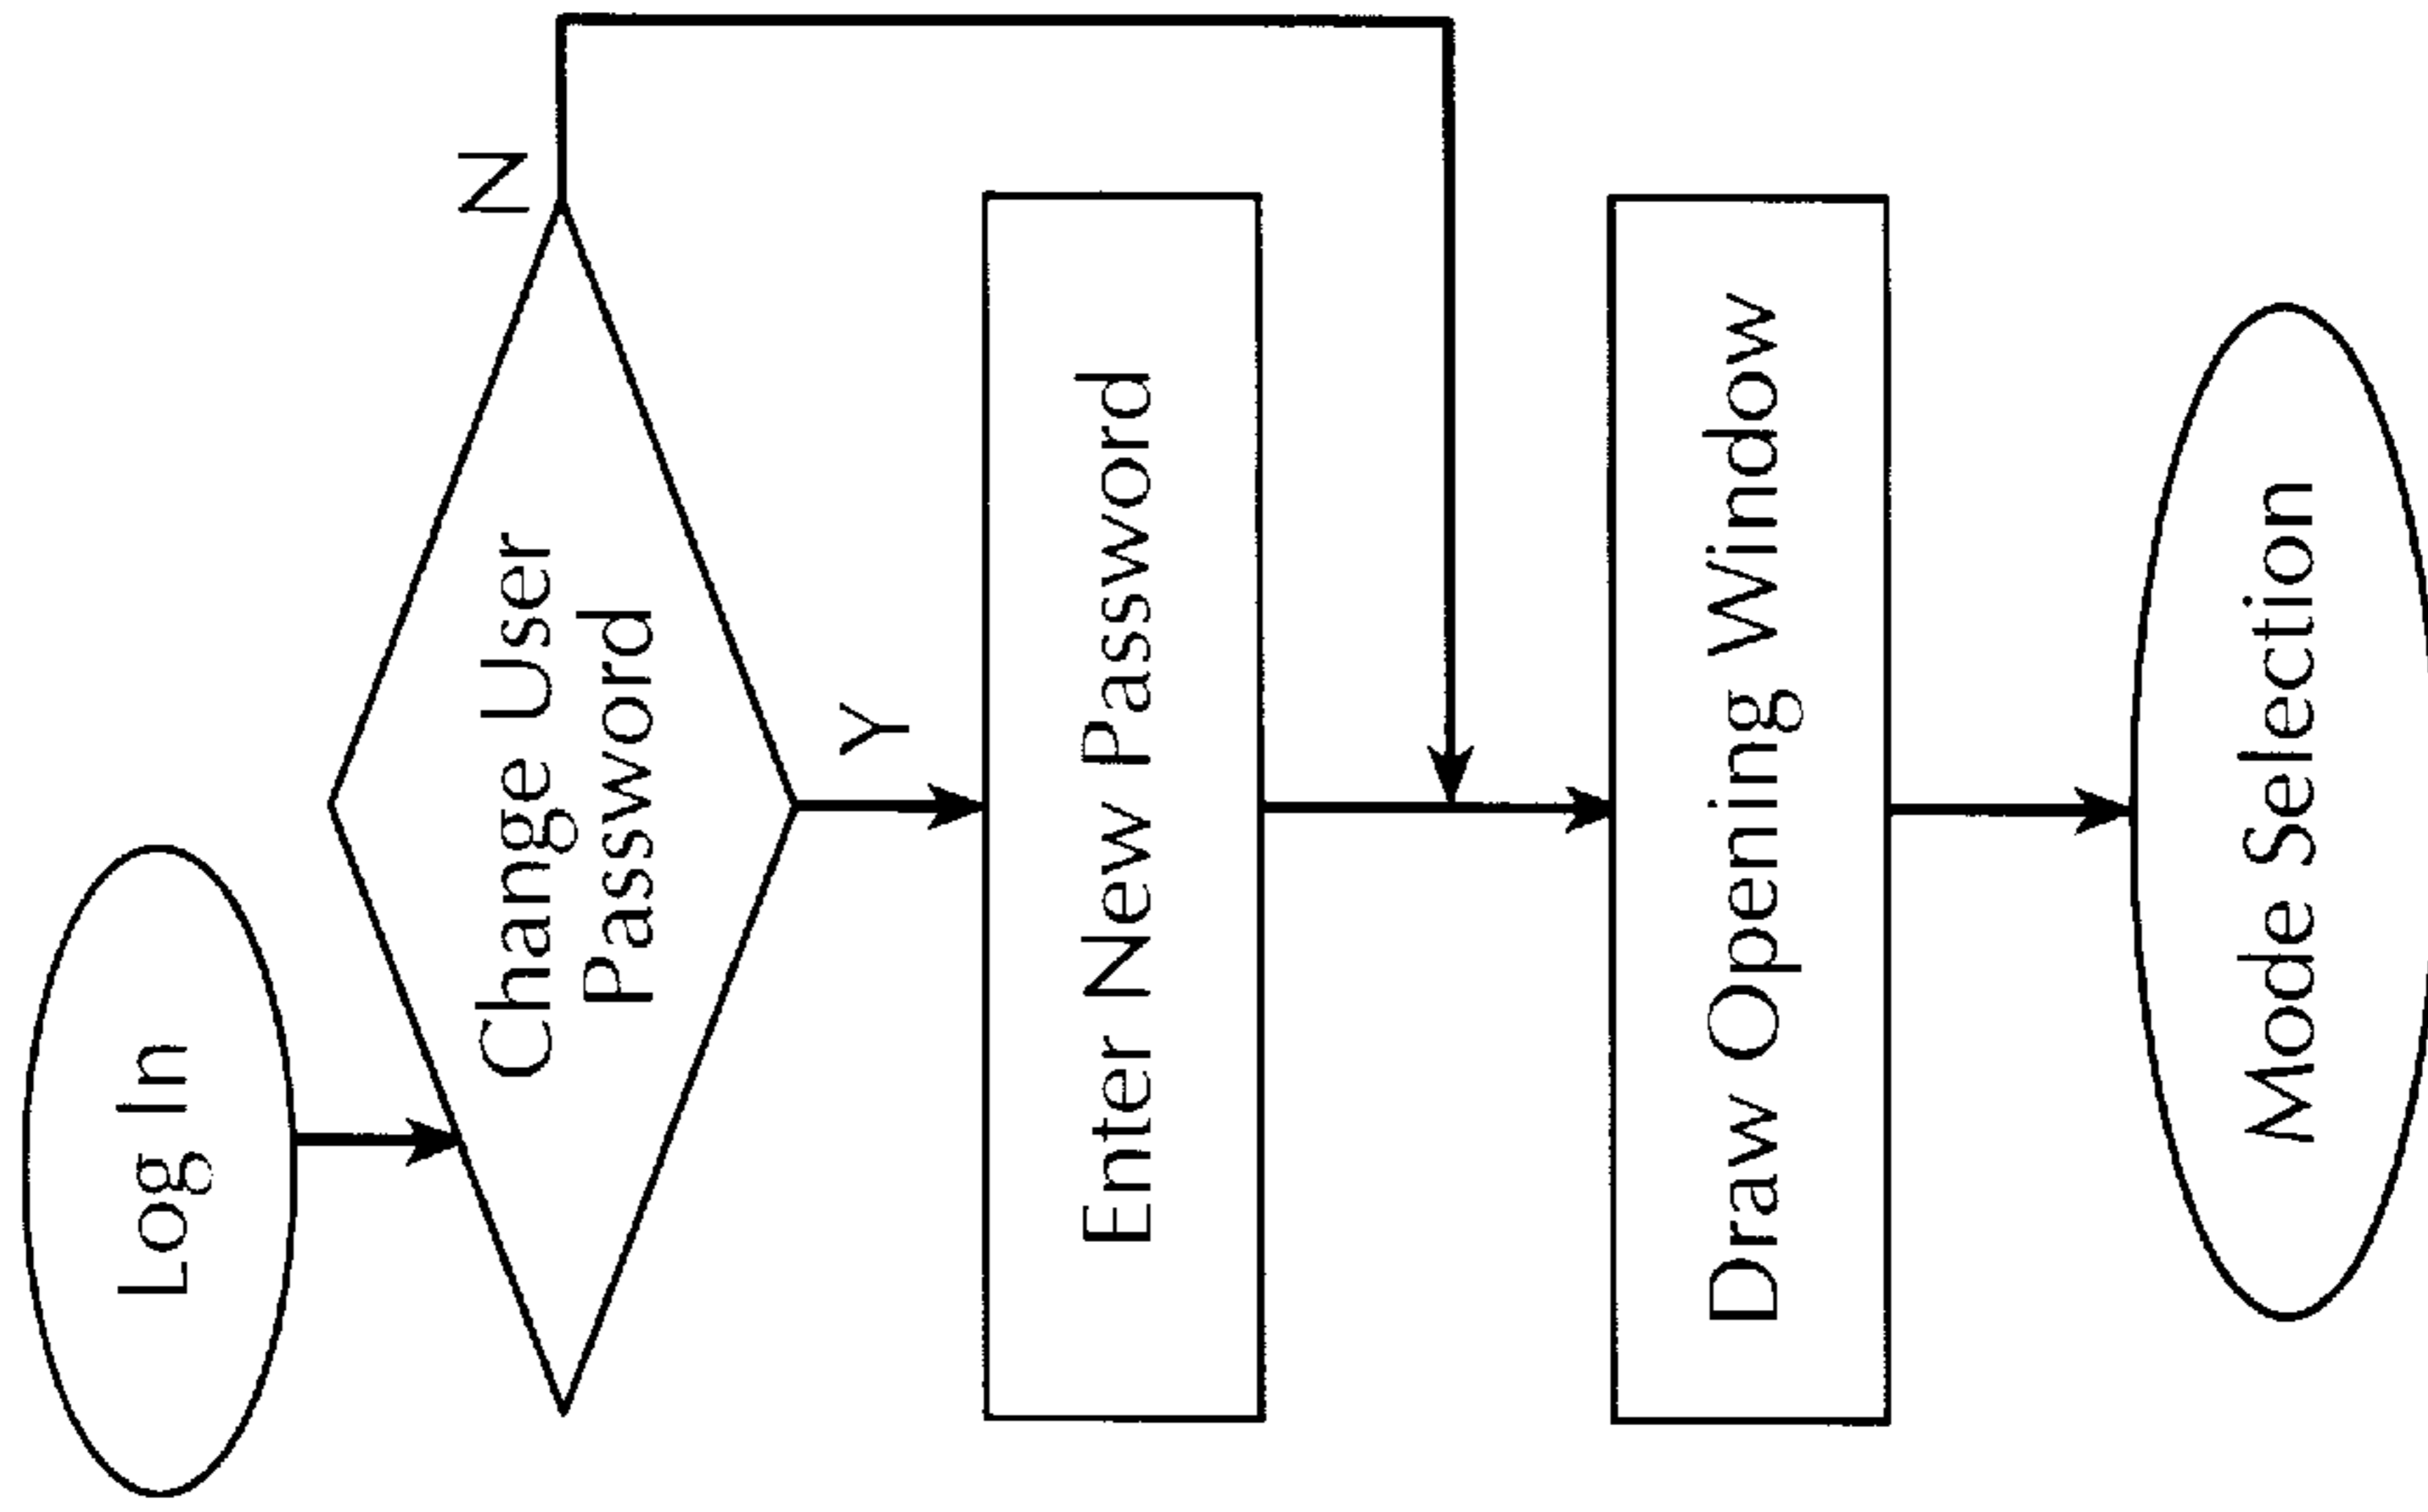 Log In
Change User
Password
N
Y
Enter New Password
Draw Opening Window
Mode Selection